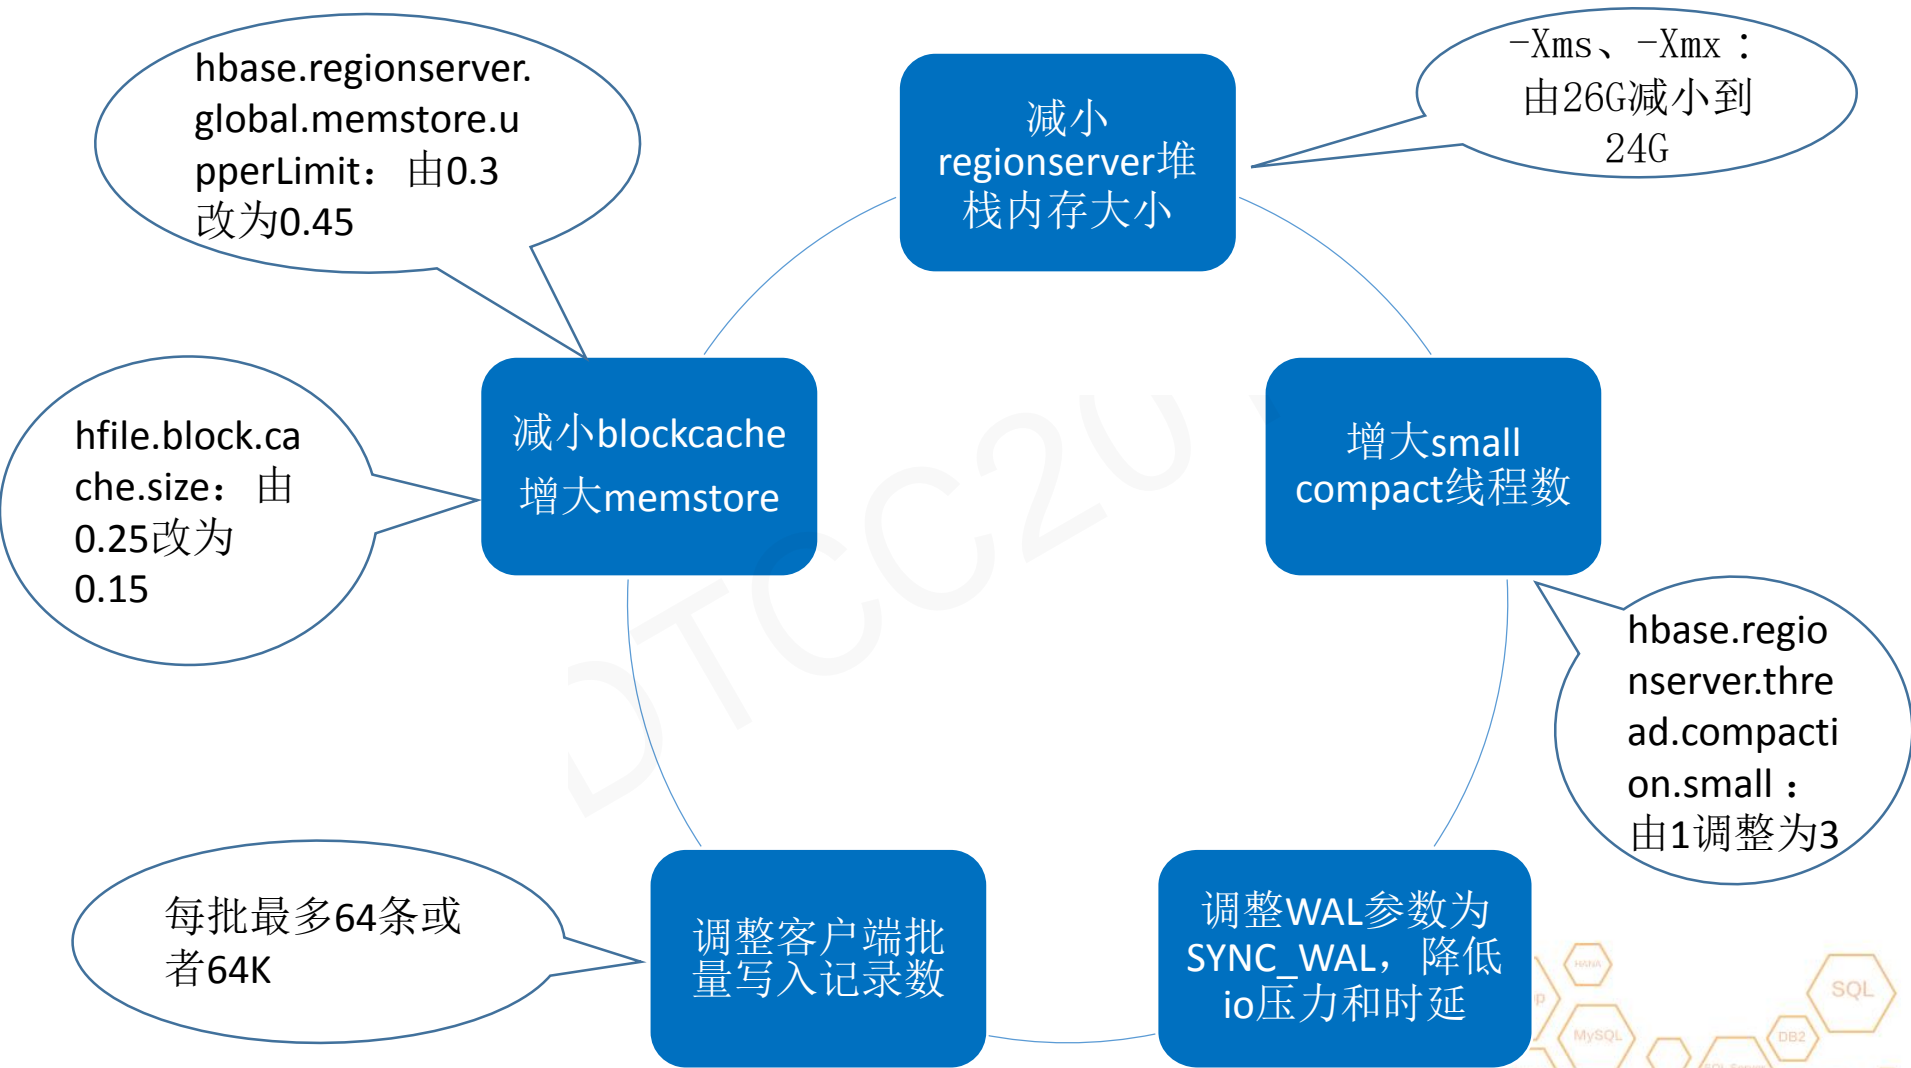 hbase.regionserver.
global.memstore.u
pperLimit： 由0.3
改为0.45
减小
regionserver堆
栈内存大小
-Xms、-Xmx：
由26G减小到
24G
hfile.block.ca
che.size： 由
0.25改为
0.15
减小blockcache
增大memstore
增大small
compact线程数
hbase.regio
nserver.thre
ad.compacti
on.small：
由1调整为3
每批最多64条或
者64K
调整客户端批
量写入记录数
调整WAL参数为
SYNC_WAL，降低
io压力和时延
HANA
SQL
MySQL
DB2